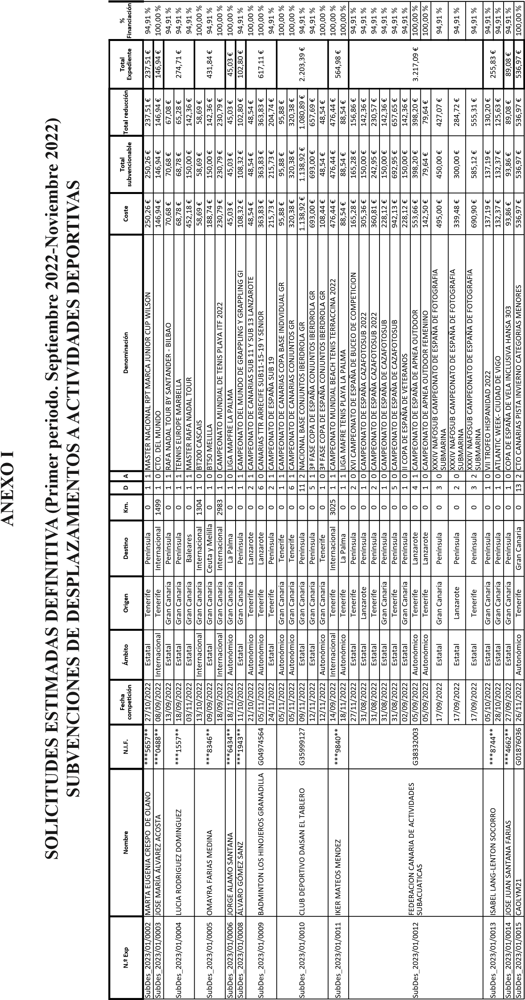 ANEXO I
SOLICITUDES ESTIMADAS DEFINITIVA (Primer periodo. Septiembre 2022-Noviembre 2022)
SUBVENCIONES DE DESPLAZAMIENTOS A ACTIVIDADES DEPORTIVAS
N.º Exp Nombre N.I.F. Fecha competición Ámbito Origen Destino Km. D A Denominación Coste Total subvencionable Total reducción Total Expediente % Financiación
SubDes_2023/01/0002 MARTA EUGENIA CRESPO DE OLANO ***5657** 27/10/2022 Estatal Tenerife Península 0 1 1 MASTER NACIONAL RPT MARCA JUNIOR CUP WILSON 250,26 € 250,26 € 237,51 € 237,51 € 94,91 %
SubDes_2023/01/0003 JOSE MARÍA ÁLVAREZ ACOSTA ***0488** 08/09/2022 Internacional Tenerife Internacional 1499 1 0 CTO. DEL MUNDO 146,94 € 146,94 € 146,94 € 146,94 € 100,00 %
SubDes_2023/01/0004 LUCIA RODRIGUEZ DOMINGUEZ ***1557** 13/09/2022 Estatal Gran Canaria Península 0 1 1 RAFA NADAL TOUR BY SANTANDER - BILBAO 70,68 € 70,68 € 67,08 € 274,71 € 94,91 %
18/09/2022 Estatal Gran Canaria Península 0 1 1 TENNIS EUROPE MARBELLA 68,78 € 68,78 € 65,28 € 94,91 %
03/11/2022 Estatal Gran Canaria Baleares 0 1 1 MASTER RAFA NADAL TOUR 452,18 € 150,00 € 142,36 € 94,91 %
SubDes_2023/01/0005 OMAYRA FARIAS MEDINA ***8346** 13/10/2022 Internacional Gran Canaria Internacional 1304 1 0 BT200 CASCAIS 58,69 € 58,69 € 58,69 € 431,84 € 100,00 %
09/09/2022 Estatal Gran Canaria Ceuta y Melilla 0 1 0 BT50 MELILLA 188,74 € 150,00 € 142,36 € 94,91 %
18/09/2022 Internacional Gran Canaria Internacional 2983 1 0 CAMPEONATO MUNDIAL DE TENIS PLAYA ITF 2022 230,79 € 230,79 € 230,79 € 100,00 %
SubDes_2023/01/0006 JORGE ALAMO SANTANA ***6434** 18/11/2022 Autonómico Gran Canaria La Palma 0 1 0 LIGA MAPFRE LA PALMA 45,03 € 45,03 € 45,03 € 45,03 € 100,00 %
SubDes_2023/01/0008 ÁLVARO GÓMEZ SANZ ***1943** 11/10/2022 Estatal Gran Canaria Península 0 1 1 CAMPEONATO DEL MUNDO DE GRAPPLING Y GRAPPLING GI 108,32 € 108,32 € 102,80 € 102,80 € 94,91 %
SubDes_2023/01/0009 BADMINTON LOS HINOJEROS GRANADILLA G04974564 21/10/2022 Autonómico Tenerife Lanzarote 0 2 1 CAMPEONATO DE CANARIAS SUB 11 Y SUB 13 LANZAROTE 48,54 € 48,54 € 48,54 € 617,11 € 100,00 %
05/11/2022 Autonómico Tenerife Lanzarote 0 6 0 CANARIAS TTR ARRECIFE SUB11-15-19 Y SENIOR 363,83 € 363,83 € 363,83 € 100,00 %
24/11/2022 Estatal Tenerife Península 0 2 1 CAMPEONATO DE ESPAÑA SUB 19 215,73 € 215,73 € 204,74 € 94,91 %
SubDes_2023/01/0010 CLUB DEPORTIVO DAISAN EL TABLERO G35999127 05/11/2022 Autonómico Gran Canaria Tenerife 0 1 1 CAMPEONATO DE CANARIAS COPA BASE INDIVIDUAL GR 95,88 € 95,88 € 95,88 € 2.203,39 € 100,00 %
05/11/2022 Autonómico Gran Canaria Tenerife 0 6 1 CAMPEONATO DE CANARIAS CONJUNTOS GR 320,38 € 320,38 € 320,38 € 100,00 %
09/11/2022 Estatal Gran Canaria Península 0 11 2 NACIONAL BASE CONJUNTOS IBERDROLA GR 1.138,92 € 1.138,92 € 1.080,89 € 94,91 %
12/11/2022 Estatal Gran Canaria Península 0 5 1 3ª FASE COPA DE ESPAÑA CONJUNTOS IBERDROLA GR 693,00 € 693,00 € 657,69 € 94,91 %
12/11/2022 Autonómico Gran Canaria Tenerife 0 1 0 3ª FASE COPA DE ESPAÑA CONJUNTOS IBERDROLA GR 108,44 € 48,54 € 48,54 € 100,00 %
SubDes_2023/01/0011 IKER MATEOS MENDEZ ***9840** 14/09/2022 Internacional Tenerife Internacional 3025 1 1 CAMPEONATO MUNDIAL BEACH TENIS TERRACCINA 2022 476,44 € 476,44 € 476,44 € 564,98 € 100,00 %
18/11/2022 Autonómico Tenerife La Palma 0 1 1 LIGA MAFRE TENIS PLAYA LA PALMA 88,54 € 88,54 € 88,54 € 100,00 %
SubDes_2023/01/0012 FEDERACION CANARIA DE ACTIVIDADES SUBACUATICAS G38332003 27/11/2022 Estatal Tenerife Península 0 2 0 XVI CAMPEONATO DE ESPAÑA DE BUCEO DE COMPETICION 165,28 € 165,28 € 156,86 € 3.217,09 € 94,91 %
31/08/2022 Estatal Lanzarote Península 0 1 0 CAMPEONATO DE ESPAÑA CAZAFOTOSUB 2022 305,36 € 150,00 € 142,36 € 94,91 %
31/08/2022 Estatal Tenerife Península 0 2 0 CAMPEONATO DE ESPAÑA CAZAFOTOSUB 2022 360,81 € 242,95 € 230,57 € 94,91 %
31/08/2022 Estatal Gran Canaria Península 0 1 0 CAMPEONATO DE ESPAÑA DE CAZAFOTOSUB 228,12 € 150,00 € 142,36 € 94,91 %
31/08/2022 Estatal Tenerife Península 0 5 0 CAMPEONATO DE ESPAÑA DE CAZAFOTOSUB 942,13 € 692,95 € 657,65 € 94,91 %
02/09/2022 Estatal Gran Canaria Península 0 1 0 II COPA DE ESPAÑA DE VETERANOS 228,12 € 150,00 € 142,36 € 94,91 %
05/09/2022 Autonómico Tenerife Lanzarote 0 4 1 CAMPEONATO DE ESPAÑA DE APNEA OUTDOOR 553,66 € 398,20 € 398,20 € 100,00 %
05/09/2022 Autonómico Tenerife Lanzarote 0 1 0 CAMPEONATO DE APNEA OUTDOOR FEMENINO 142,50 € 79,64 € 79,64 € 100,00 %
17/09/2022 Estatal Gran Canaria Península 0 3 0 XXXIV NAFOSUB CAMPEONATO DE ESPAÑA DE FOTOGRAFIA SUBMARINA 495,00 € 450,00 € 427,07 € 94,91 %
17/09/2022 Estatal Lanzarote Península 0 2 0 XXXIV NAFOSUB CAMPEONATO DE ESPAÑA DE FOTOGRAFIA SUBMARINA 339,48 € 300,00 € 284,72 € 94,91 %
17/09/2022 Estatal Tenerife Península 0 3 2 XXXIV NAFOSUB CAMPEONATO DE ESPAÑA DE FOTOGRAFIA SUBMARINA 690,90 € 585,12 € 555,31 € 94,91 %
SubDes_2023/01/0013 ISABEL LANG-LENTON SOCORRO ***8744** 05/10/2022 Estatal Gran Canaria Península 0 1 0 VII TROFEO HISPANIDAD 2022 137,19 € 137,19 € 130,20 € 255,83 € 94,91 %
28/10/2022 Estatal Gran Canaria Península 0 1 0 ATLANTIC WEEK- CIUDAD DE VIGO 132,37 € 132,37 € 125,63 € 94,91 %
SubDes_2023/01/0014 JOSE JUAN SANTANA FARIAS ***4662** 27/09/2022 Estatal Gran Canaria Península 0 1 0 COPA DE ESPAÑA DE VELA INCLUSIVA HANSA 303 93,86 € 93,86 € 89,08 € 89,08 € 94,91 %
SubDes_2023/01/0015 CAOLYM21 G01876036 26/11/2022 Autonómico Tenerife Gran Canaria 0 13 2 CTO CANARIAS PISTA INVIERNO CATEGORIAS MENORES 536,97 € 536,97 € 536,97 € 536,97 € 100,00 %